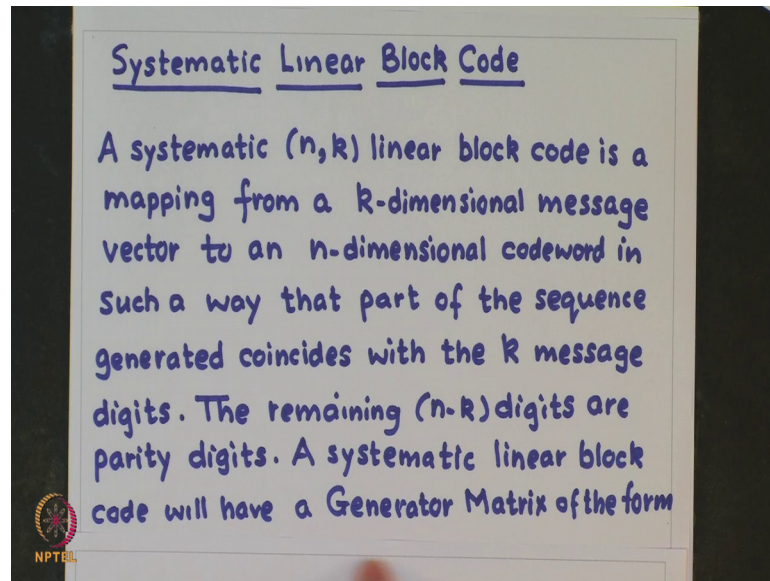 Systematic Linear Block Code
A systematic (n,k) linear block code is a
mapping from a k-dimensional message
vector to an n-dimensional codeword in
such a way that part of the sequence
generated coincides with the k message
digits. The remaining (n-k) digits are
parity digits. A systematic linear block
code will have a Generator Matrix of the form
NPTEL